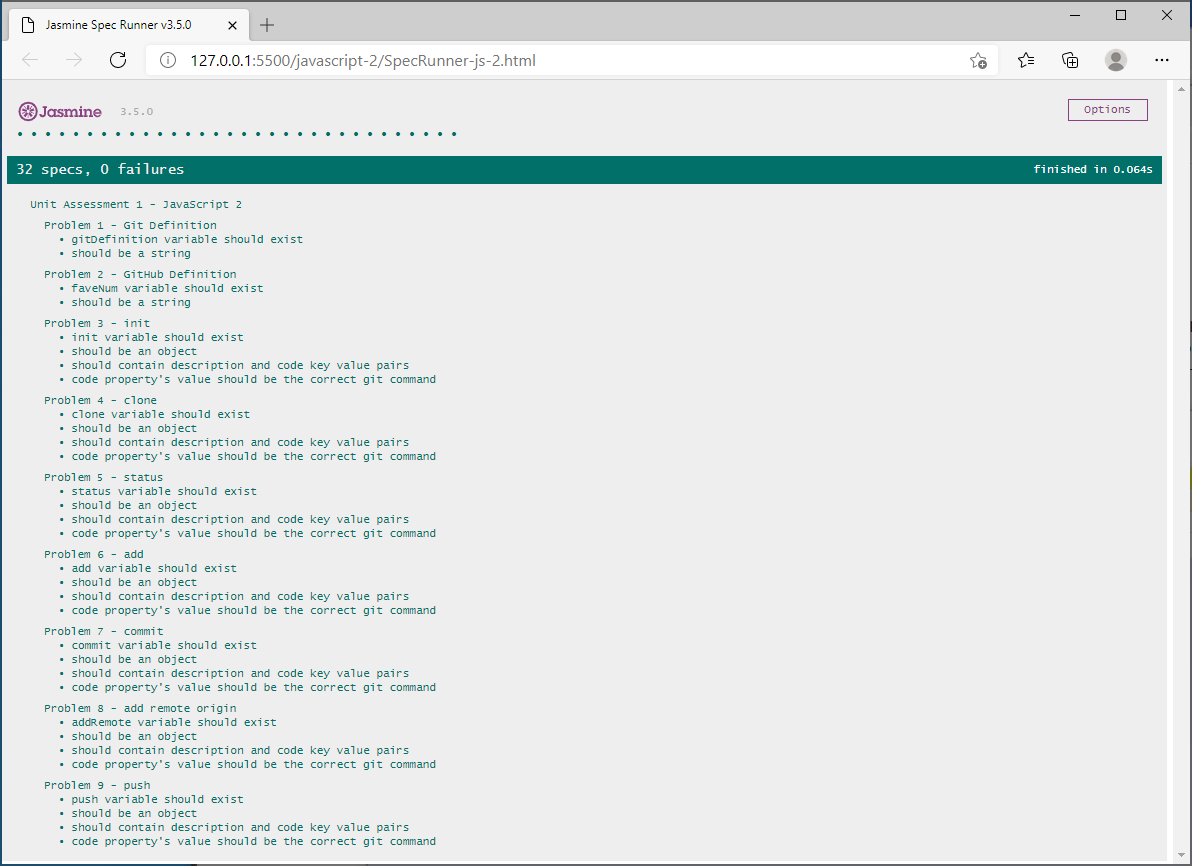 Jasmine Spec Runner v3.5.0
127.0.0.1:5500/javascript-2/SpecRunner-js-2.html
Jasmine 3.5.0
Options
• • • • • • • • • • • • • • • • • • • • • • • • • • • • • • • •
32 specs, 0 failures finished in 0.064s
Unit Assessment 1 - JavaScript 2
Problem 1 - Git Definition
• gitDefinition variable should exist
• should be a string
Problem 2 - GitHub Definition
• faveNum variable should exist
• should be a string
Problem 3 - init
• init variable should exist
• should be an object
• should contain description and code key value pairs
• code property's value should be the correct git command
Problem 4 - clone
• clone variable should exist
• should be an object
• should contain description and code key value pairs
• code property's value should be the correct git command
Problem 5 - status
• status variable should exist
• should be an object
• should contain description and code key value pairs
• code property's value should be the correct git command
Problem 6 - add
• add variable should exist
• should be an object
• should contain description and code key value pairs
• code property's value should be the correct git command
Problem 7 - commit
• commit variable should exist
• should be an object
• should contain description and code key value pairs
• code property's value should be the correct git command
Problem 8 - add remote origin
• addRemote variable should exist
• should be an object
• should contain description and code key value pairs
• code property's value should be the correct git command
Problem 9 - push
• push variable should exist
• should be an object
• should contain description and code key value pairs
• code property's value should be the correct git command